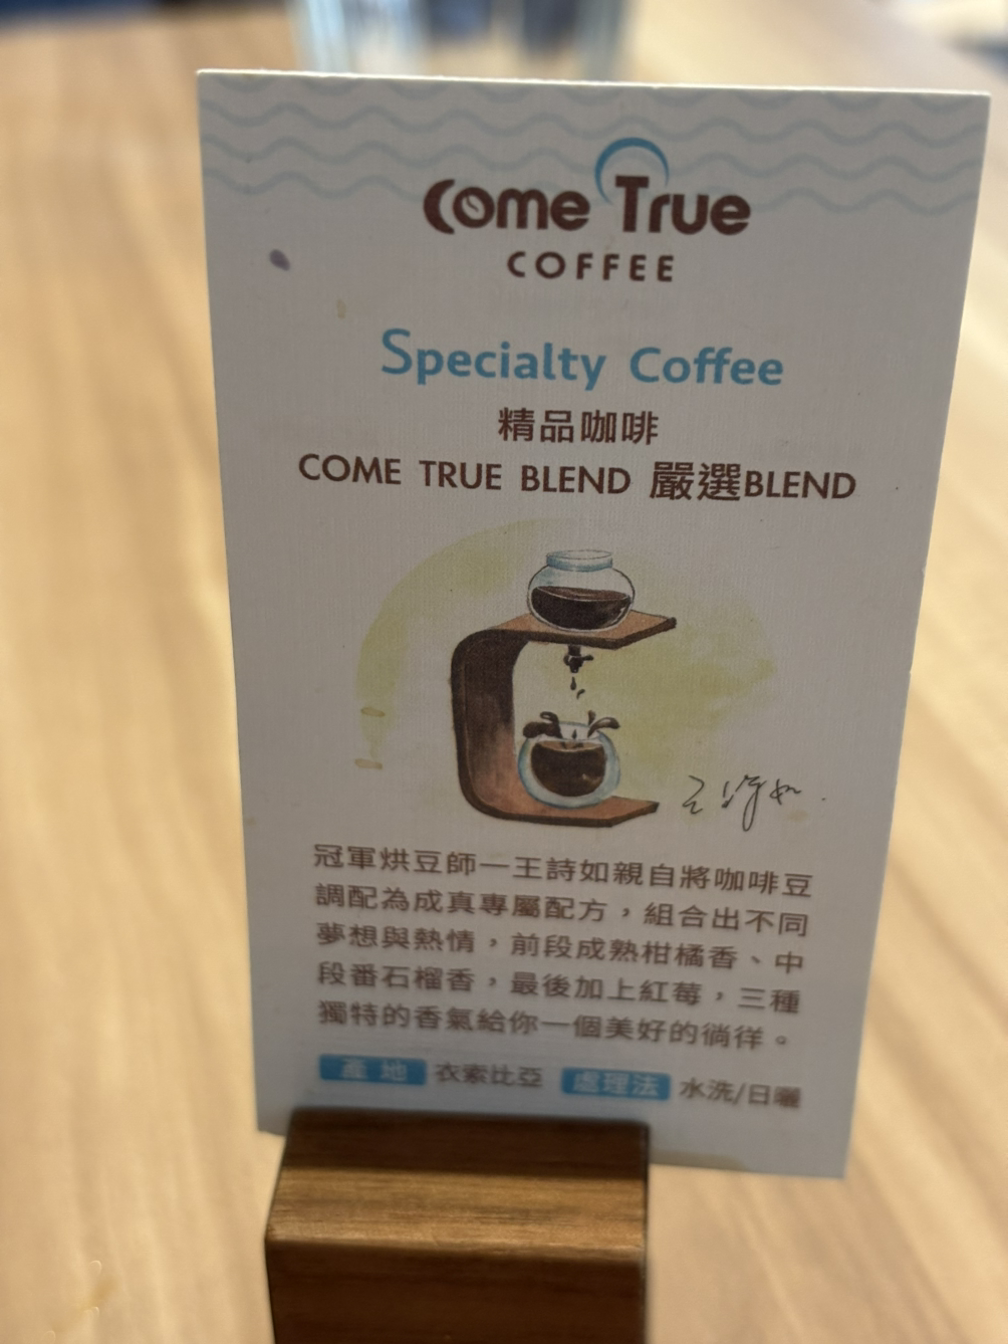 Come True
COFFEE
Specialty Coffee
精品咖啡
COME TRUE BLEND 嚴選BLEND
王詩如
冠軍烘豆師—王詩如親自將咖啡豆
調配為成真專屬配方，組合出不同
夢想與熱情，前段成熟柑橘香、中
段番石榴香，最後加上紅莓，三種
獨特的香氣給你一個美好的徜徉。
產地 衣索比亞 處理法 水洗/日曬